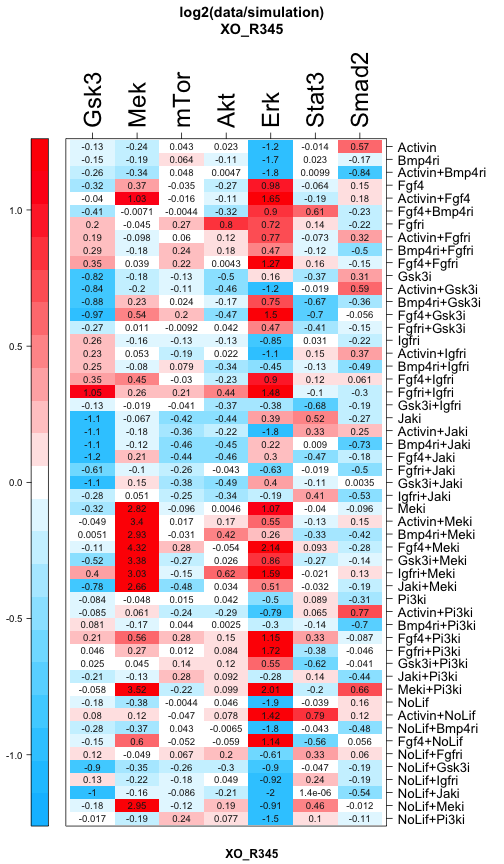 log2(data/simulation)
XO_R345
Gsk3 Mek mTor Akt Erk Stat3 Smad2
-0.13 -0.24 0.043 0.023 -1.2 -0.014 0.57 Activin
-0.15 -0.19 0.064 -0.11 -1.7 0.023 -0.17 Bmp4ri
-0.26 -0.34 0.048 0.0047 -1.8 0.0099 -0.84 Activin+Bmp4ri
-0.32 0.37 -0.035 -0.27 0.98 -0.064 0.15 Fgf4
-0.04 1.03 -0.016 -0.11 1.65 -0.19 0.18 Activin+Fgf4
1.0
-0.41 -0.0071 -0.0044 -0.32 0.9 0.61 -0.23 Fgf4+Bmp4ri
0.2 -0.045 0.27 0.8 0.72 0.14 -0.22 Fgfri
0.19 -0.098 0.06 0.12 0.77 -0.073 0.32 Activin+Fgfri
0.29 -0.18 0.24 0.18 0.47 -0.12 -0.5 Bmp4ri+Fgfri
0.35 0.039 0.22 0.0043 1.27 0.16 -0.15 Fgf4+Fgfri
-0.82 -0.18 -0.13 -0.5 0.16 -0.37 0.31 Gsk3i
-0.84 -0.2 -0.11 -0.46 -1.2 -0.19 0.59 Activin+Gsk3i
-0.88 0.23 0.024 -0.17 0.75 -0.67 -0.36 Bmp4ri+Gsk3i
-0.97 0.54 0.2 -0.47 1.5 -0.7 -0.056 Fgf4+Gsk3i
-0.27 0.011 -0.0092 0.042 0.47 -0.41 -0.15 Fgfri+Gsk3i
0.26 -0.16 -0.13 -0.13 -0.85 0.031 -0.22 Igfri
0.5
0.23 0.053 -0.19 0.022 -1.1 0.15 0.37 Activin+Igfri
0.25 -0.08 0.079 -0.31 -0.45 -0.13 -0.49 Bmp4ri+Igfri
0.35 0.45 -0.03 -0.23 0.9 0.12 0.061 Fgf4+Igfri
1.05 0.26 0.21 0.44 1.48 -0.1 -0.3 Fgfri+Igfri
-0.13 -0.019 -0.041 -0.37 -0.38 -0.68 -0.19 Gsk3i+Igfri
-1.1 -0.067 -0.42 -0.44 0.39 0.52 -0.27 Jaki
-1.1 -0.18 -0.36 -0.22 -1.8 0.33 0.25 Activin+Jaki
-1.1 -0.12 -0.46 -0.45 0.22 0.009 -0.73 Bmp4ri+Jaki
-1.2 0.21 -0.44 -0.46 0.3 -0.47 -0.18 Fgf4+Jaki
-0.61 -0.1 -0.26 -0.043 -0.63 -0.019 -0.5 Fgfri+Jaki
0.0
-1.1 0.15 -0.38 -0.49 0.4 -0.11 0.0035 Gsk3i+Jaki
-0.28 0.051 -0.25 -0.34 -0.19 0.41 -0.53 Igfri+Jaki
-0.32 2.82 -0.096 0.0046 1.07 -0.04 -0.096 Meki
-0.049 3.4 0.017 0.17 0.55 -0.13 0.15 Activin+Meki
0.0051 2.93 -0.031 0.42 0.26 -0.33 -0.42 Bmp4ri+Meki
-0.11 4.32 0.28 -0.054 2.14 0.093 -0.28 Fgf4+Meki
-0.52 3.38 -0.27 0.026 0.86 -0.27 -0.14 Gsk3i+Meki
0.4 3.03 -0.15 0.62 1.59 -0.021 0.13 Igfri+Meki
-0.78 2.66 -0.48 0.034 0.51 -0.032 -0.19 Jaki+Meki
-0.084 -0.048 0.015 0.042 -0.5 0.089 -0.31 Pi3ki
-0.5
-0.085 0.061 -0.24 -0.29 -0.79 0.065 0.77 Activin+Pi3ki
0.081 -0.17 0.044 0.0025 -0.3 -0.14 -0.7 Bmp4ri+Pi3ki
0.21 0.56 0.28 0.15 1.15 0.33 -0.087 Fgf4+Pi3ki
0.046 0.27 0.012 0.084 1.72 -0.38 -0.046 Fgfri+Pi3ki
0.025 0.045 0.14 0.12 0.55 -0.62 -0.041 Gsk3i+Pi3ki
-0.21 -0.13 0.28 0.092 -0.28 0.14 -0.44 Jaki+Pi3ki
-0.058 3.52 -0.22 0.099 2.01 -0.2 0.66 Meki+Pi3ki
-0.18 -0.38 -0.0044 0.046 -1.9 -0.039 0.16 NoLif
0.08 0.12 -0.047 0.078 1.42 0.79 0.12 Activin+NoLif
-0.28 -0.37 0.043 -0.0065 -1.8 -0.043 -0.48 NoLif+Bmp4ri
-0.15 0.6 -0.052 -0.059 1.14 -0.56 0.056 Fgf4+NoLif
-1.0
0.12 -0.049 0.067 0.2 -0.61 0.33 0.06 NoLif+Fgfri
-0.9 -0.35 -0.26 -0.3 -0.9 -0.047 -0.19 NoLif+Gsk3i
0.13 -0.22 -0.18 0.049 -0.92 0.24 -0.19 NoLif+Igfri
-1 -0.16 -0.086 -0.21 -2 1.4e-06 -0.54 NoLif+Jaki
-0.18 2.95 -0.12 0.19 -0.91 0.46 -0.012 NoLif+Meki
-0.017 -0.19 0.24 0.077 -1.5 0.1 -0.11 NoLif+Pi3ki
XO_R345